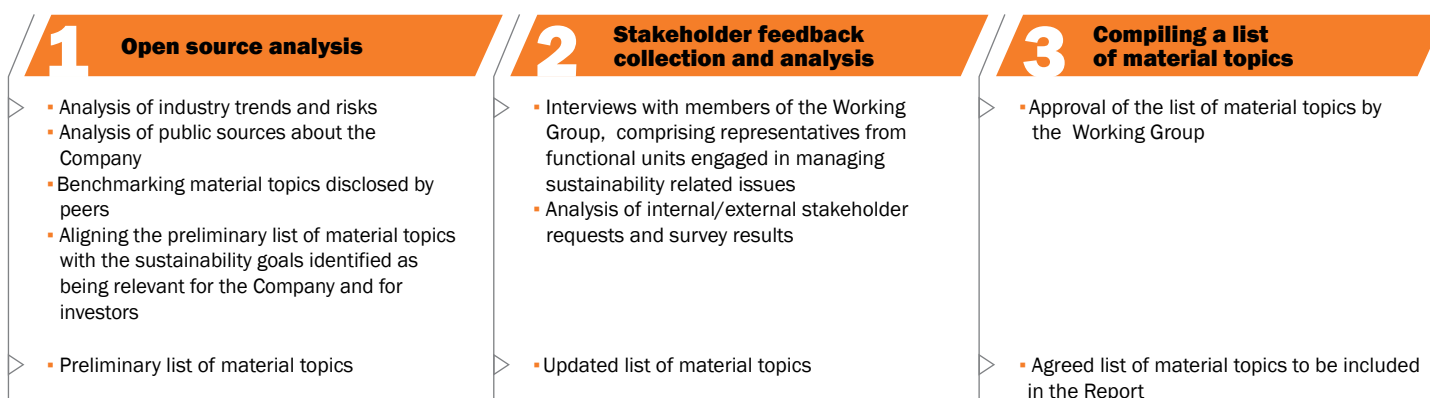 1
Open source analysis
▪ Analysis of industry trends and risks
▪ Analysis of public sources about the
Company
▪ Benchmarking material topics disclosed by
peers
▪ Aligning the preliminary list of material topics
with the sustainability goals identified as
being relevant for the Company and for
investors
▪ Preliminary list of material topics
2
Stakeholder feedback
collection and analysis
▪ Interviews with members of the Working
Group, comprising representatives from
functional units engaged in managing
sustainability related issues
▪ Analysis of internal/external stakeholder
requests and survey results
▪ Updated list of material topics
3
Compiling a list
of material topics
▪ Approval of the list of material topics by
the Working Group
▪ Agreed list of material topics to be included
in the Report